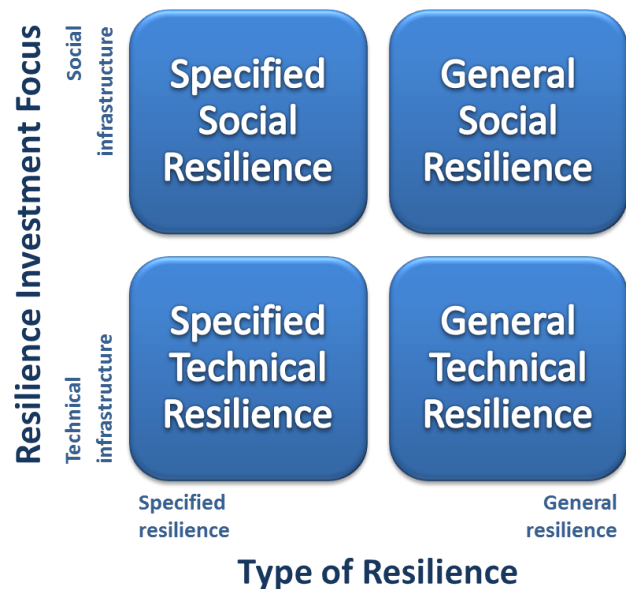 Resilience Investment Focus
Social
infrastructure
Technical
infrastructure
Specified
Social
Resilience
General
Social
Resilience
Specified
Technical
Resilience
General
Technical
Resilience
Specified
resilience
General
resilience
Type of Resilience